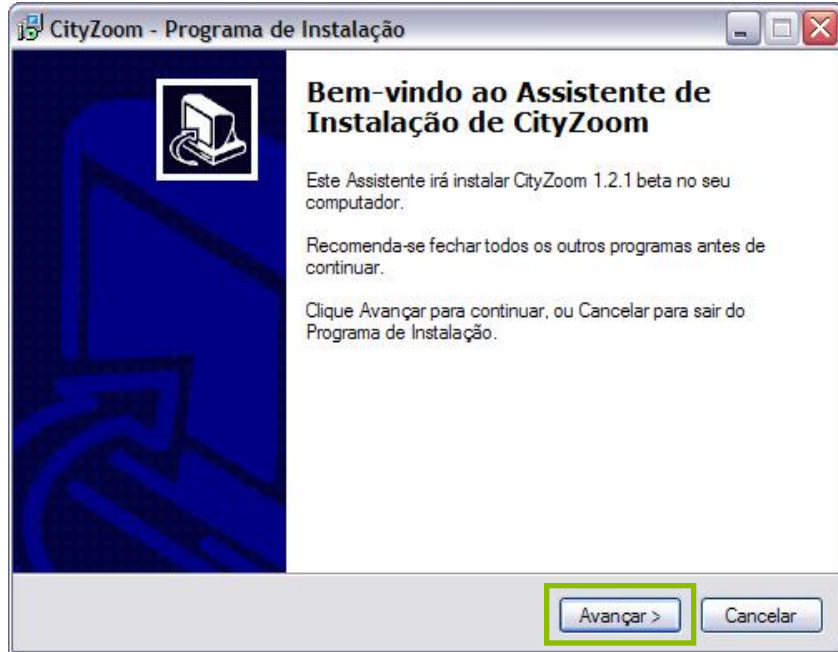 CityZoom - Programa de Instalação
Bem-vindo ao Assistente de
Instalação de CityZoom
Este Assistente irá instalar CityZoom 1.2.1 beta no seu
computador.
Recomenda-se fechar todos os outros programas antes de
continuar.
Clique Avançar para continuar, ou Cancelar para sair do
Programa de Instalação.
Avançar > Cancelar